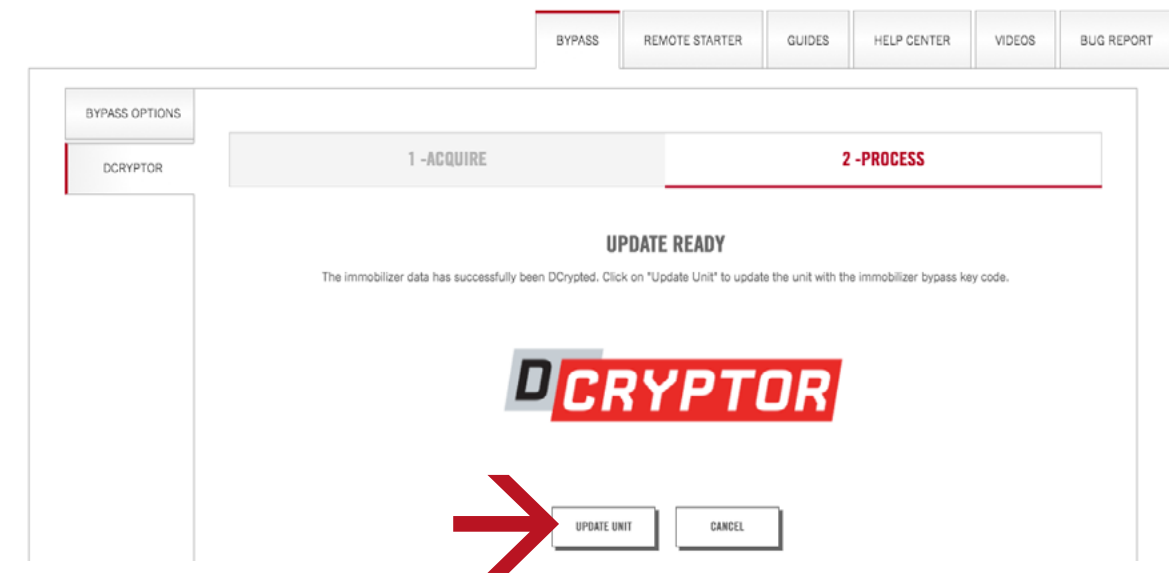 BYPASS
REMOTE STARTER
GUIDES
HELP CENTER
VIDEOS
BUG REPORT
BYPASS OPTIONS
DCRYPTOR
1 -ACQUIRE
2 -PROCESS
UPDATE READY
The immobilizer data has successfully been DCrypted. Click on "Update Unit" to update the unit with the immobilizer bypass key code.
DCRYPTOR
UPDATE UNIT
CANCEL